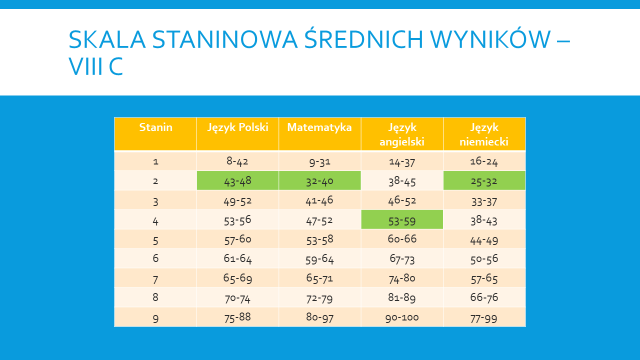 SKALA STANINOWA ŚREDNICH WYNIKÓW –
VIII C
Stanin Język Polski Matematyka Język angielski Język niemiecki
1 8-42 9-31 14-37 16-24
2 43-48 32-40 38-45 25-32
3 49-52 41-46 46-52 33-37
4 53-56 47-52 53-59 38-43
5 57-60 53-58 60-66 44-49
6 61-64 59-64 67-73 50-56
7 65-69 65-71 74-80 57-65
8 70-74 72-79 81-89 66-76
9 75-88 80-97 90-100 77-99